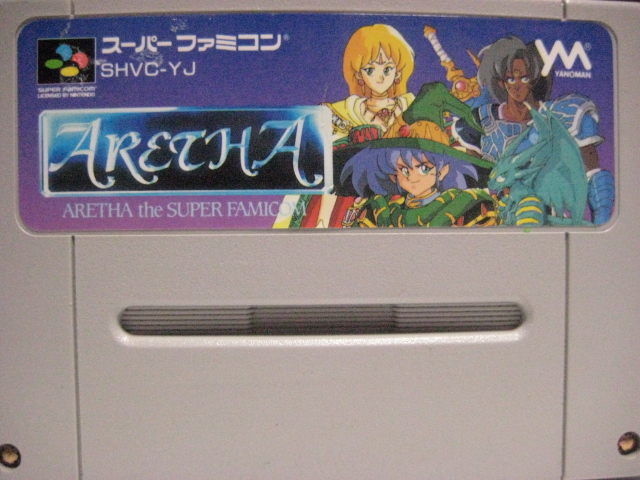 スーパーファミコン®
SHVC-YJ
SUPER FAMICOM
LICENSED BY NINTENDO
YM
YANOMAN
ARETHA
ARETHA the SUPER FAMICOM